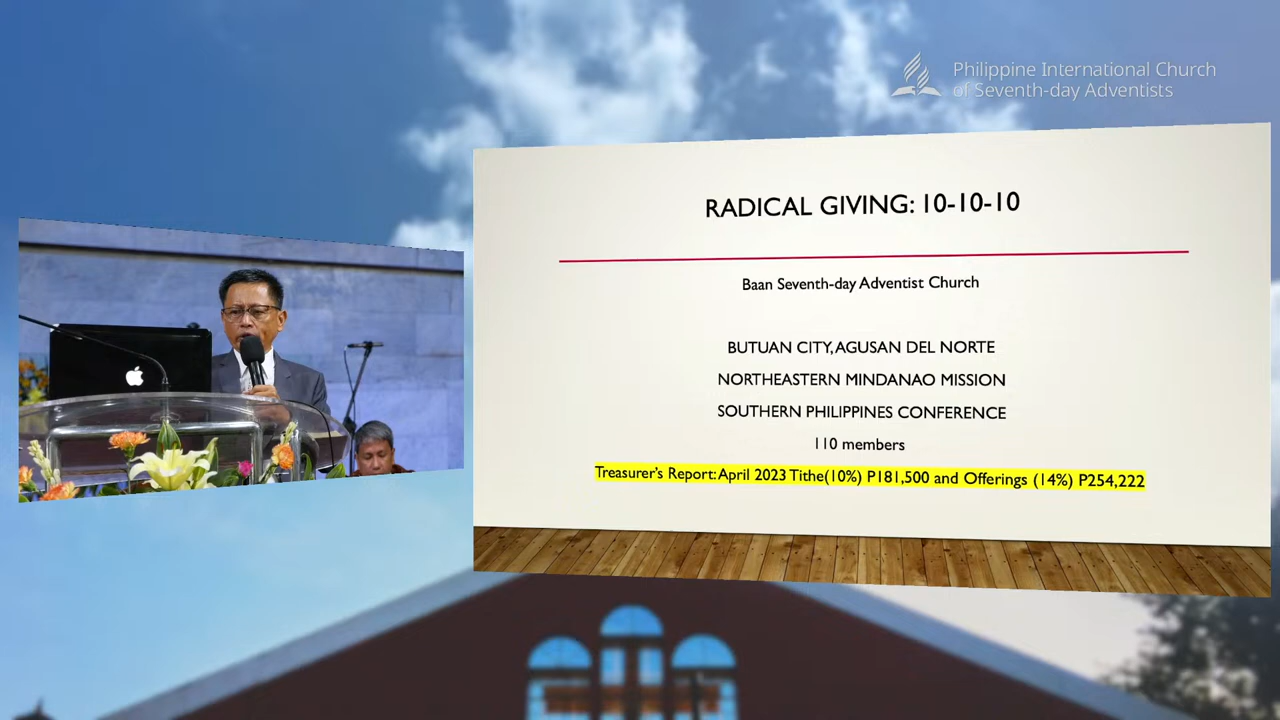 Philippine International Church
of Seventh-day Adventists
RADICAL GIVING: 10-10-10
Baan Seventh-day Adventist Church
BUTUAN CITY, AGUSAN DEL NORTE
NORTHEASTERN MINDANAO MISSION
SOUTHERN PHILIPPINES CONFERENCE
110 members
Treasurer's Report: April 2023 Tithe(10%) P181,500 and Offerings (14%) P254,222